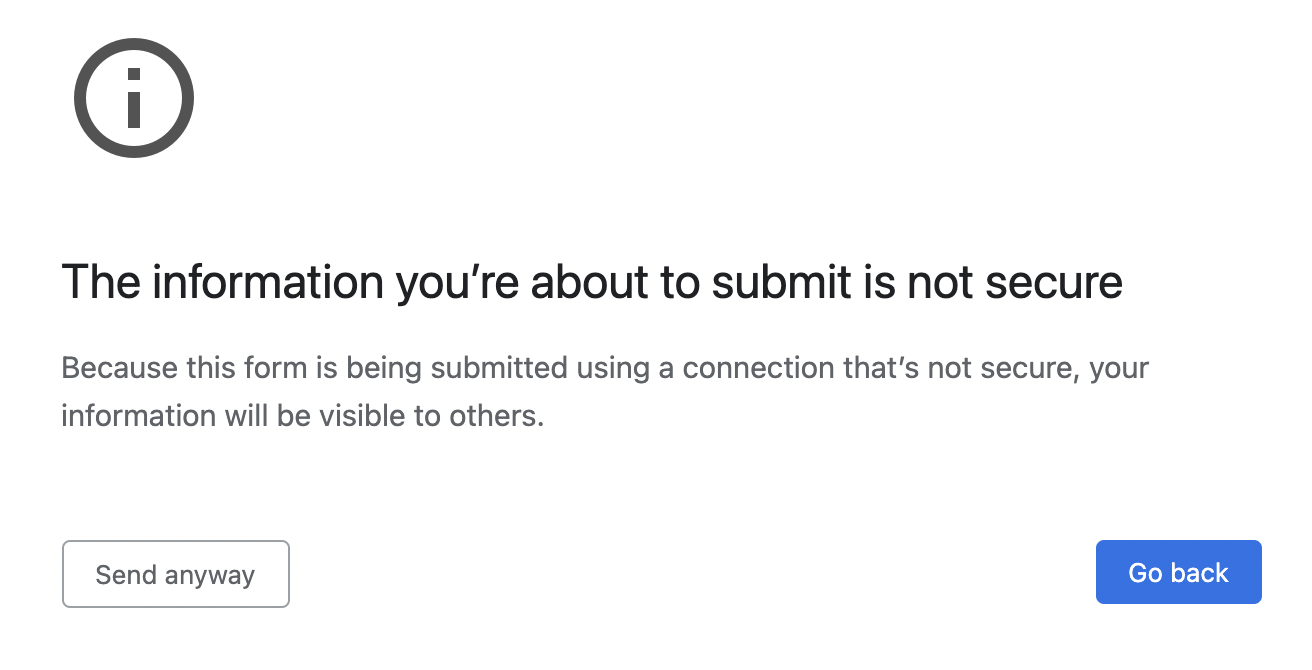 The information you’re about to submit is not secure
Because this form is being submitted using a connection that’s not secure, your
information will be visible to others.
Send anyway
Go back